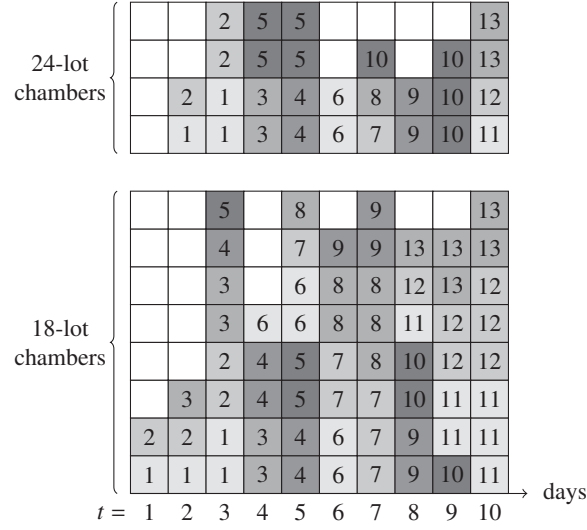 2 5 5 13
2 5 5 10 10 13
24-lot
chambers
2 1 3 4 6 8 9 10 12
1 1 3 4 6 7 9 10 11
5 8 9 13
4 7 9 9 13 13 13
3 6 8 8 12 13 12
18-lot
chambers
3 6 6 8 8 11 12 12
2 4 5 7 8 10 12 12
3 2 4 5 7 7 10 11 11
2 2 1 3 4 6 7 9 11 11
1 1 1 3 4 6 7 9 10 11
days
t = 1 2 3 4 5 6 7 8 9 10